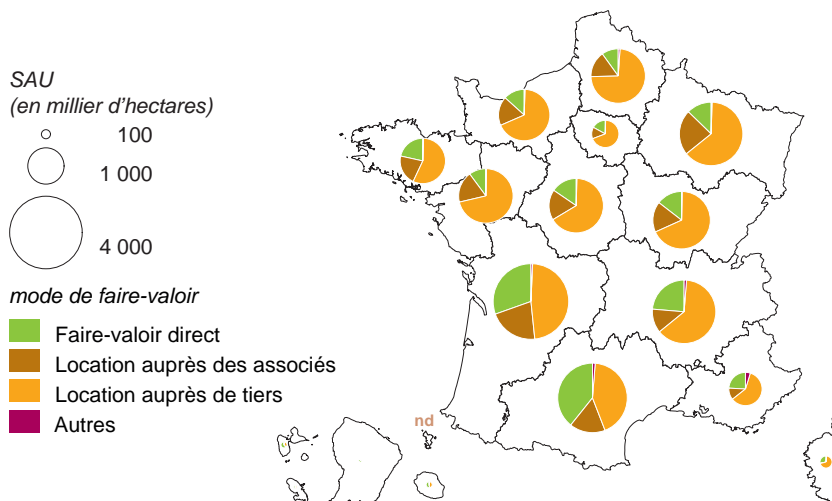 SAU
(en millier d'hectares)
100
1 000
4 000
mode de faire-valoir
Faire-valoir direct
Location auprès des associés
Location auprès de tiers
Autres
nd